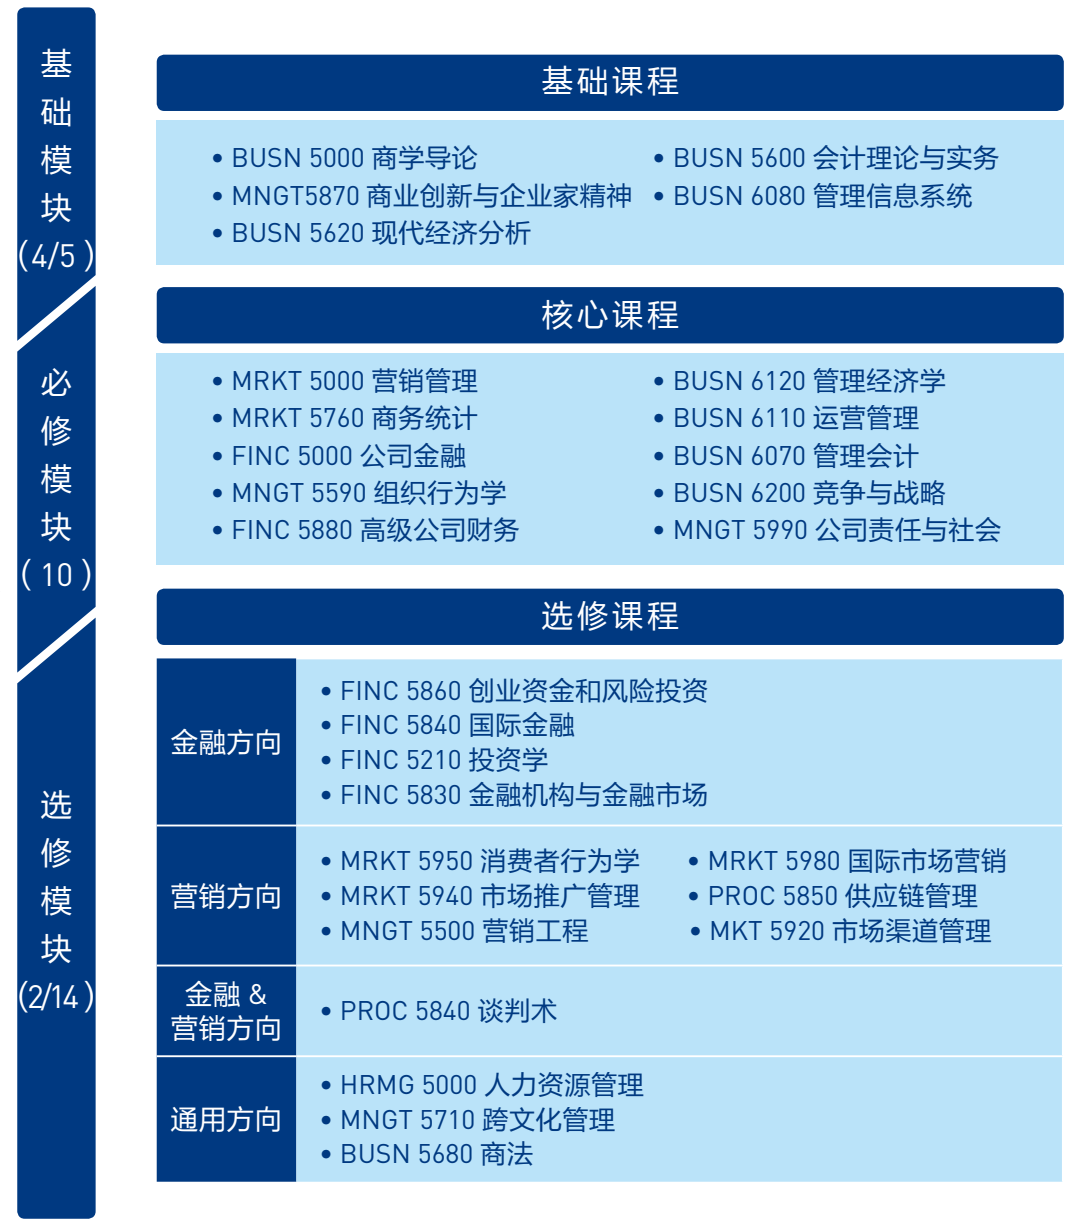 基础模块
(4/5)
基础课程
• BUSN 5000 商学导论
• BUSN 5600 会计理论与实务
• MNGT5870 商业创新与企业家精神
• BUSN 6080 管理信息系统
• BUSN 5620 现代经济分析
必修模块
(10)
核心课程
• MRKT 5000 营销管理
• BUSN 6120 管理经济学
• MRKT 5760 商务统计
• BUSN 6110 运营管理
• FINC 5000 公司金融
• BUSN 6070 管理会计
• MNGT 5590 组织行为学
• BUSN 6200 竞争与战略
• FINC 5880 高级公司财务
• MNGT 5990 公司责任与社会
选修模块
(2/14)
选修课程
金融方向
• FINC 5860 创业资金和风险投资
• FINC 5840 国际金融
• FINC 5210 投资学
• FINC 5830 金融机构与金融市场
营销方向
• MRKT 5950 消费者行为学
• MRKT 5980 国际市场营销
• MRKT 5940 市场推广管理
• PROC 5850 供应链管理
• MNGT 5500 营销工程
• MKT 5920 市场渠道管理
金融 &
营销方向
• PROC 5840 谈判术
通用方向
• HRMG 5000 人力资源管理
• MNGT 5710 跨文化管理
• BUSN 5680 商法